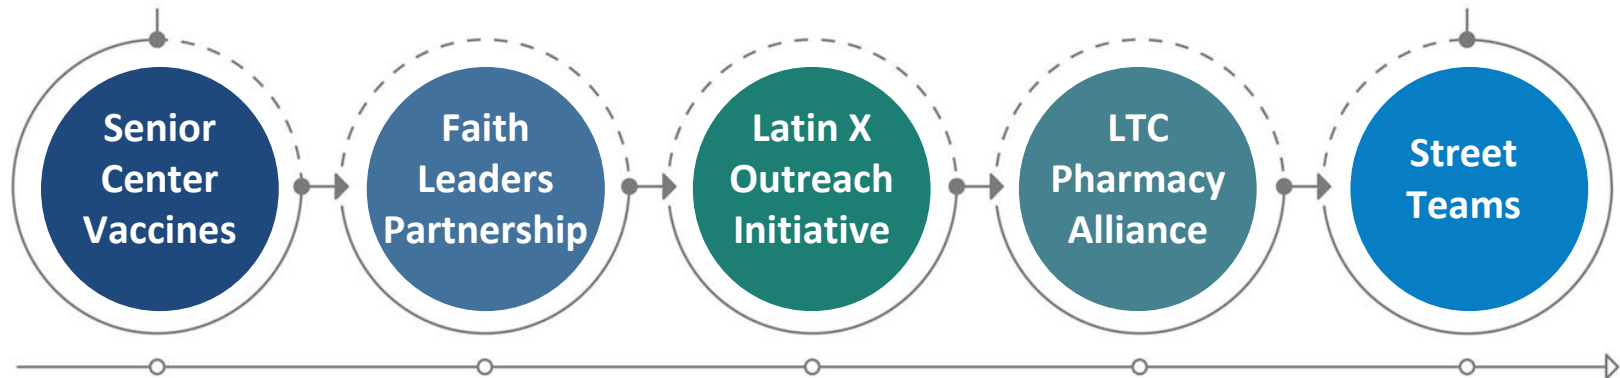 Senior
Center
Vaccines
Faith
Leaders
Partnership
Latin X
Outreach
Initiative
LTC
Pharmacy
Alliance
Street
Teams